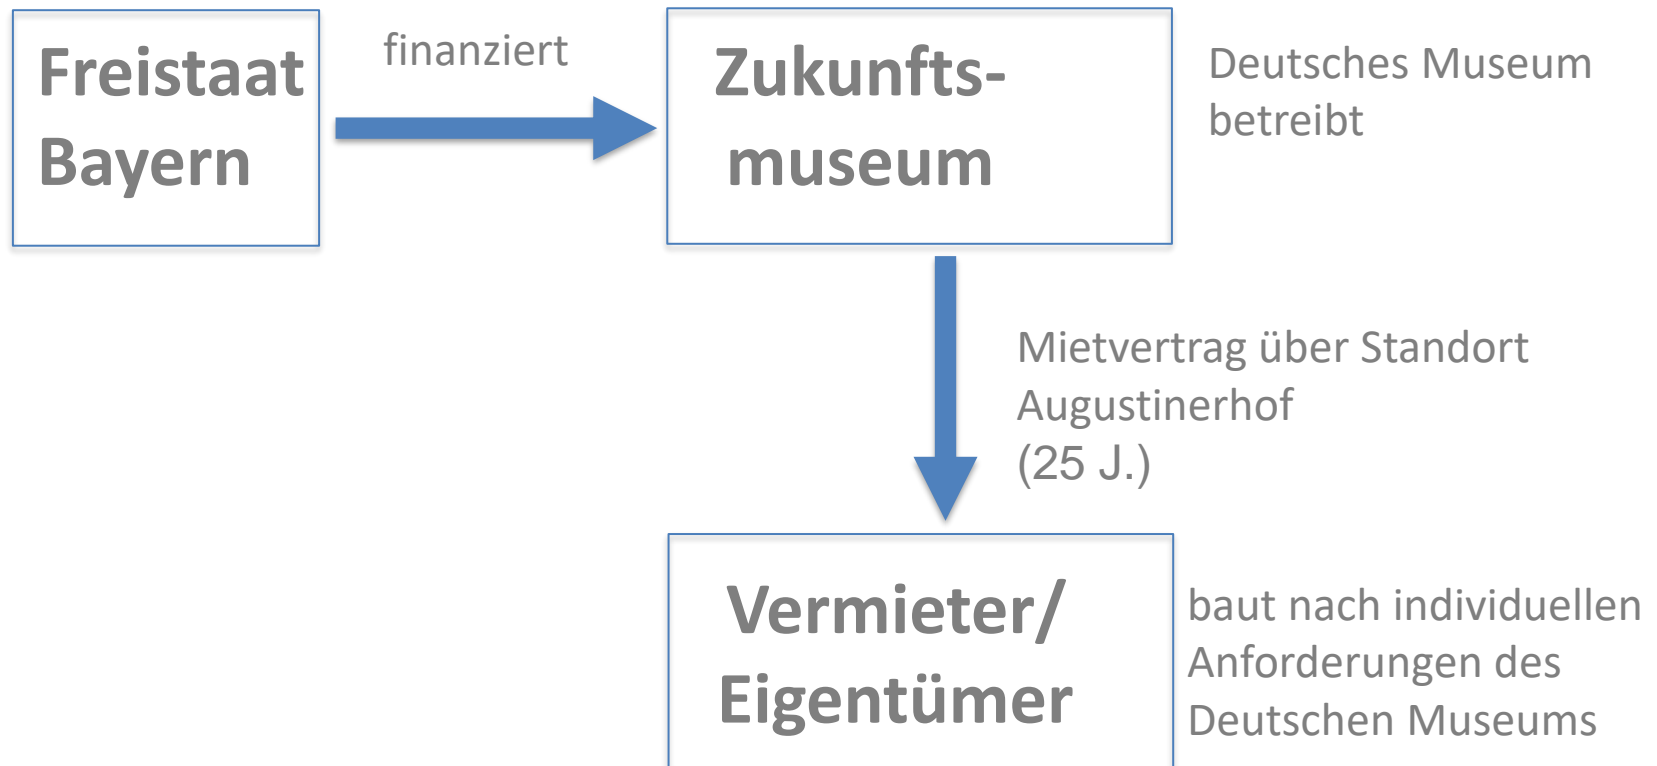 Freistaat
Bayern
finanziert
Zukunfts-
museum
Deutsches Museum
betreibt
Mietvertrag über Standort
Augustinerhof
(25 J.)
Vermieter/
Eigentümer
baut nach individuellen
Anforderungen des
Deutschen Museums